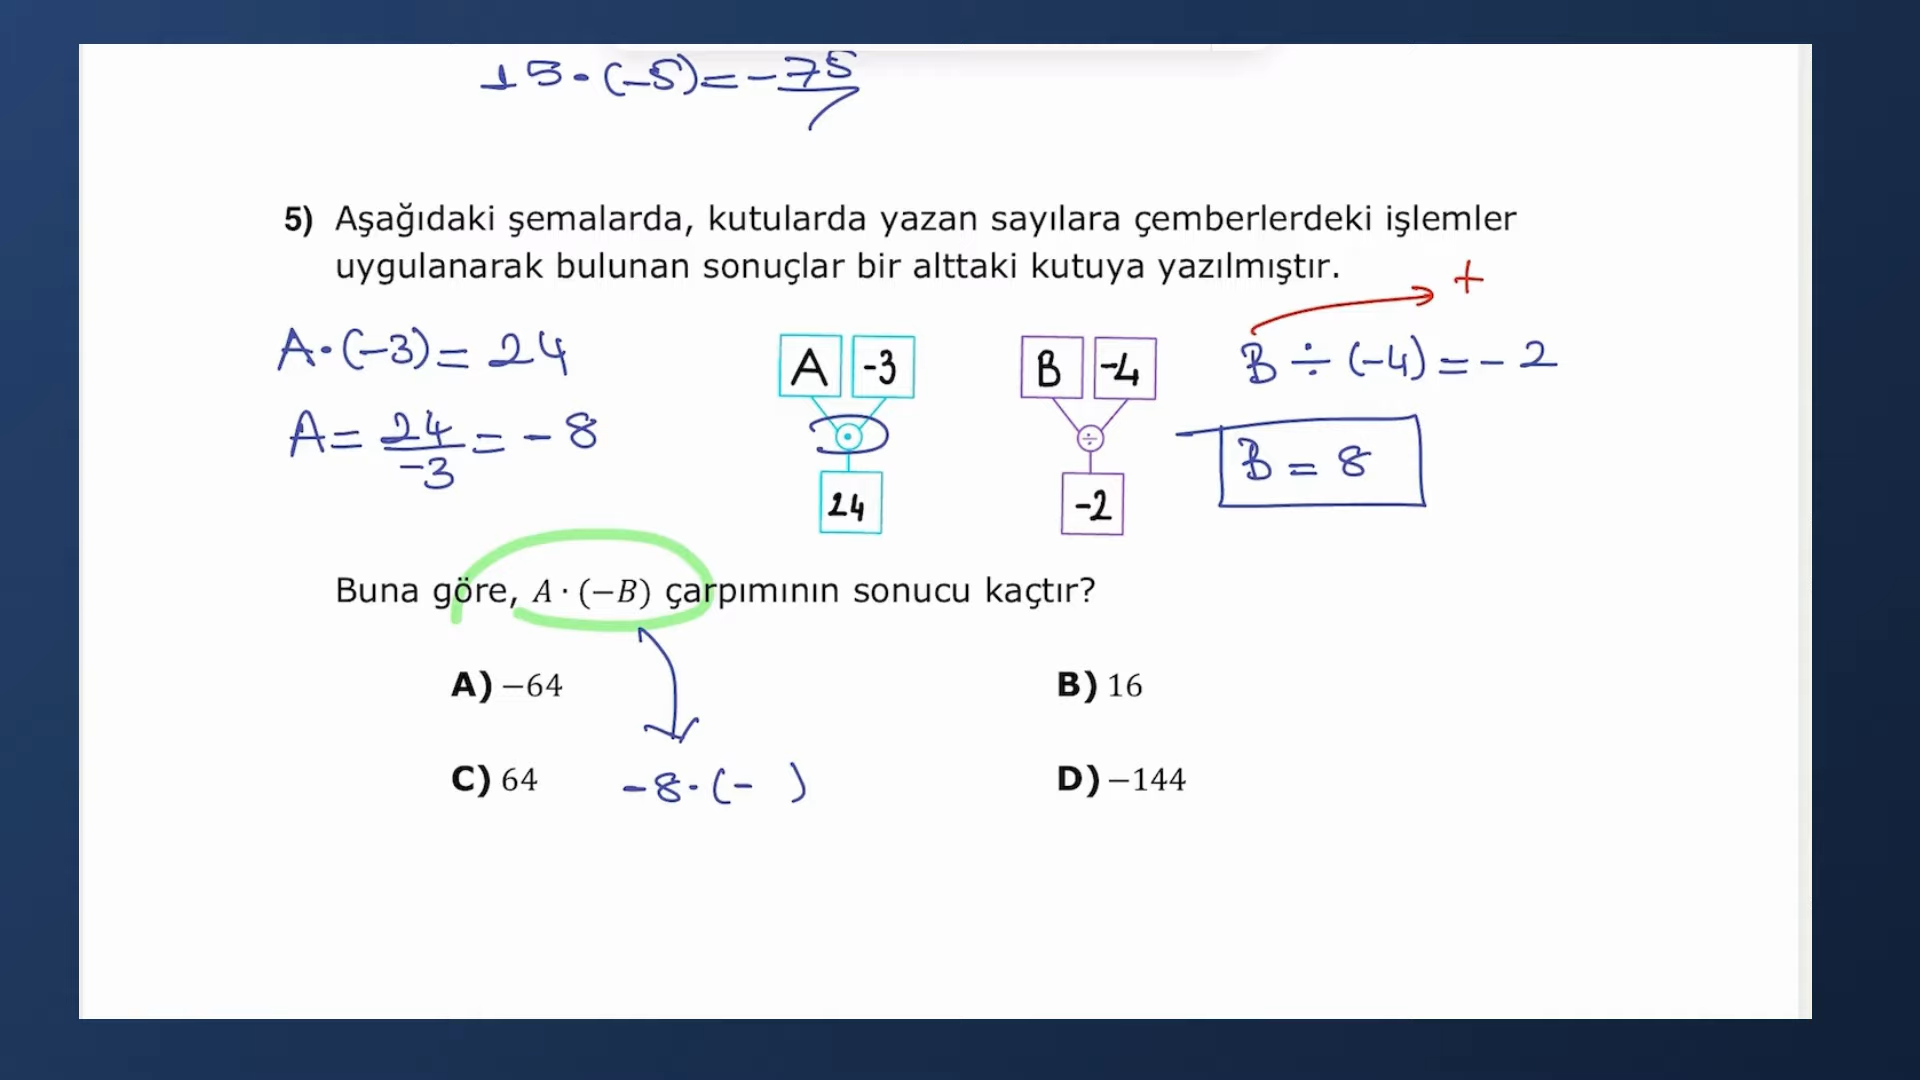 15·(-5)=-75
5) Aşağıdaki şemalarda, kutularda yazan sayılara çemberlerdeki işlemler
uygulanarak bulunan sonuçlar bir alttaki kutuya yazılmıştır.
+
A·(-3)=24
A -3
B -4
B÷(-4)=-2
A=24/-3=-8
·
÷
B=8
24
-2
Buna göre, A·(−B) çarpımının sonucu kaçtır?
A) −64
B) 16
C) 64
-8·(- )
D) −144